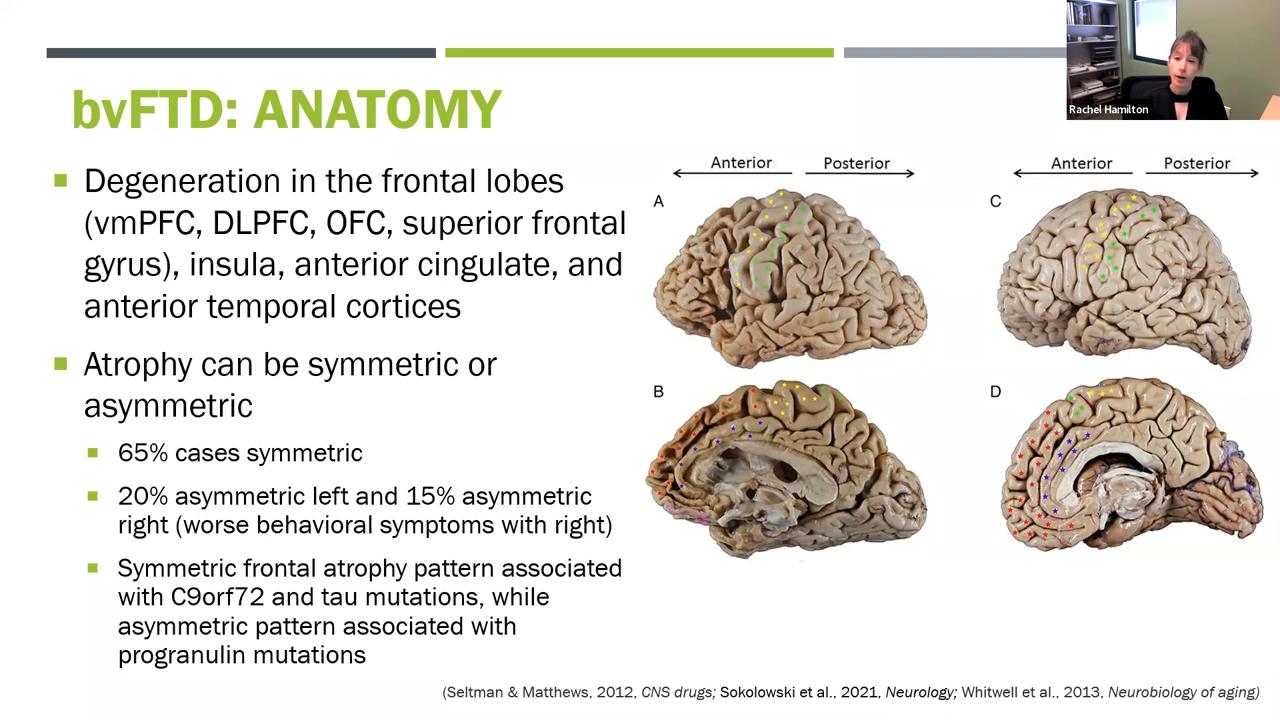 Rachel Hamilton
bvFTD: ANATOMY
Degeneration in the frontal lobes
(vmPFC, DLPFC, OFC, superior frontal
gyrus), insula, anterior cingulate, and
anterior temporal cortices
Atrophy can be symmetric or
asymmetric
65% cases symmetric
20% asymmetric left and 15% asymmetric
right (worse behavioral symptoms with right)
Symmetric frontal atrophy pattern associated
with C9orf72 and tau mutations, while
asymmetric pattern associated with
progranulin mutations
Anterior Posterior
A
B
Anterior Posterior
C
D
(Seltman & Matthews, 2012, CNS drugs; Sokolowski et al., 2021, Neurology; Whitwell et al., 2013, Neurobiology of aging)